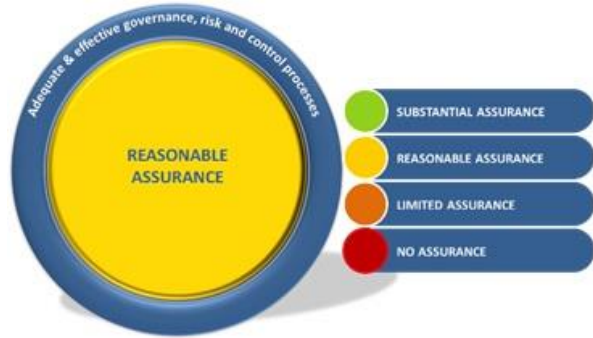 Adequate & effective governance, risk and control processes
REASONABLE
ASSURANCE
SUBSTANTIAL ASSURANCE
REASONABLE ASSURANCE
LIMITED ASSURANCE
NO ASSURANCE